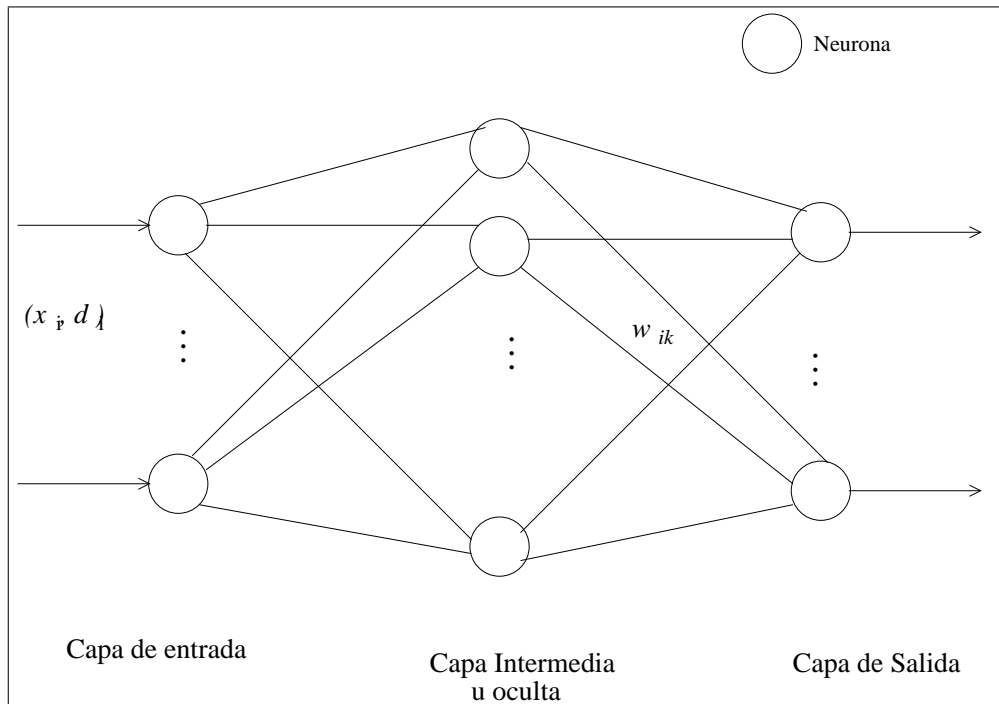 Neurona
(x i, d i)
w ik
Capa de entrada
Capa Intermedia
u oculta
Capa de Salida